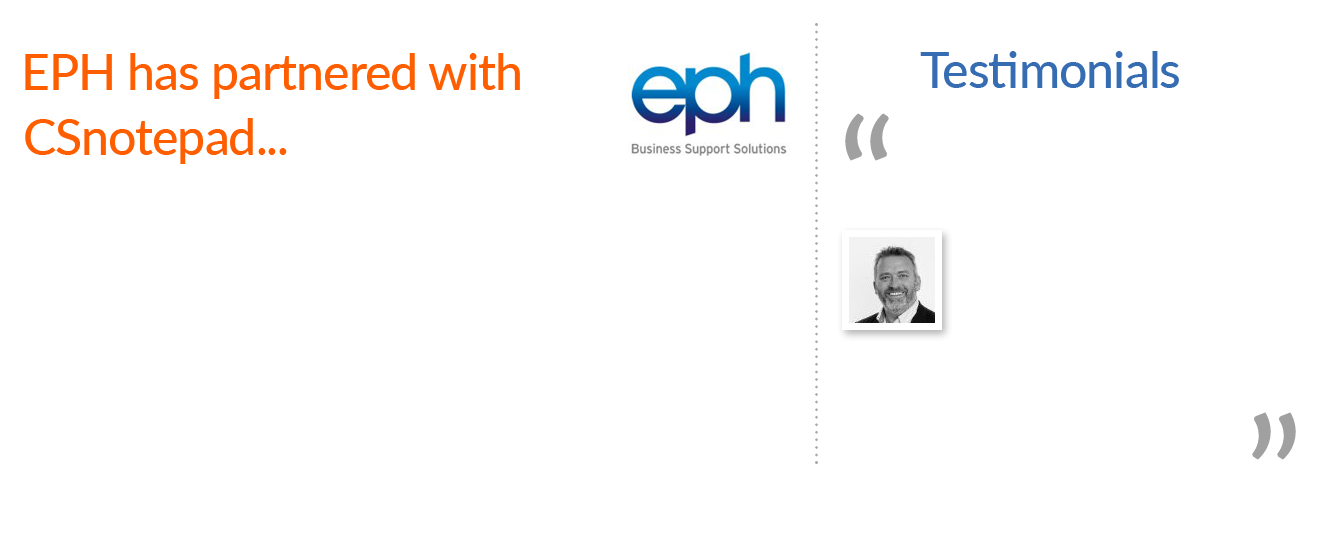 EPH has partnered with
CSnotepad...
eph
Business Support Solutions
Testimonials
“
”